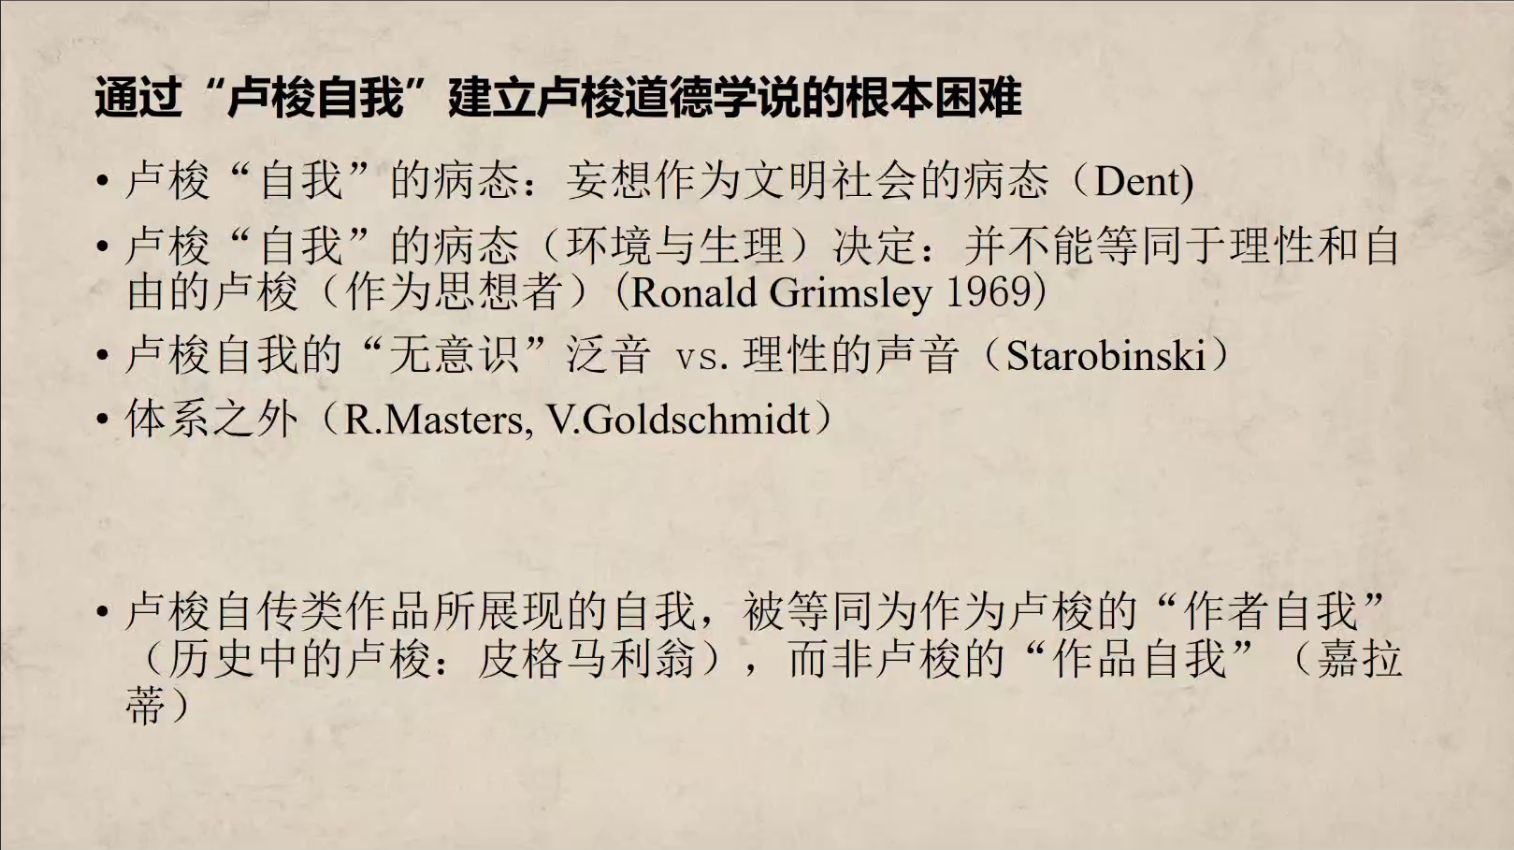 通过“卢梭自我”建立卢梭道德学说的根本困难
• 卢梭“自我”的病态：妄想作为文明社会的病态（Dent)
• 卢梭“自我”的病态（环境与生理）决定：并不能等同于理性和自
由的卢梭（作为思想者）(Ronald Grimsley 1969)
• 卢梭自我的“无意识”泛音 vs.理性的声音（Starobinski）
• 体系之外（R.Masters, V.Goldschmidt）
• 卢梭自传类作品所展现的自我，被等同为作为卢梭的“作者自我”
（历史中的卢梭：皮格马利翁），而非卢梭的“作品自我”（嘉拉
蒂）